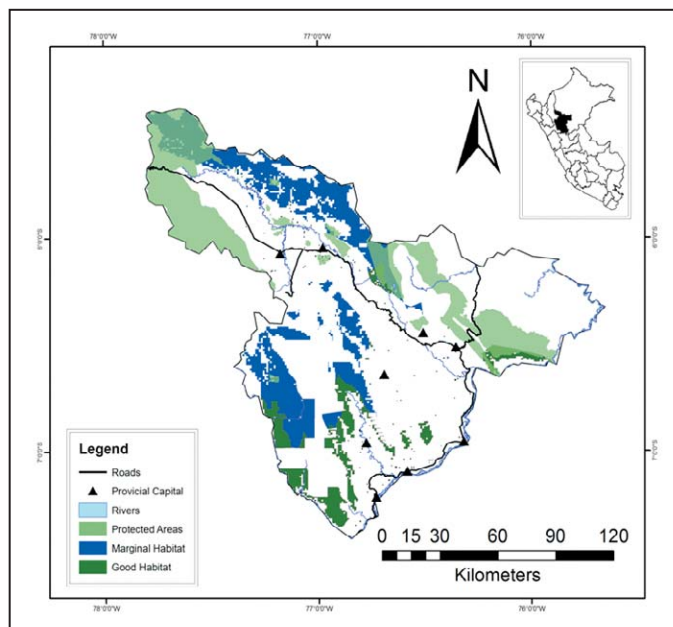 78°0'0"W 77°0'0"W 76°0'0"W
N
6°0'0"S 6°0'0"S
7°0'0"S 7°0'0"S
Legend
Roads
Provicial Capital
Rivers
Protected Areas
Marginal Habitat
Good Habitat
0 15 30 60 90 120
Kilometers
78°0'0"W 77°0'0"W 76°0'0"W